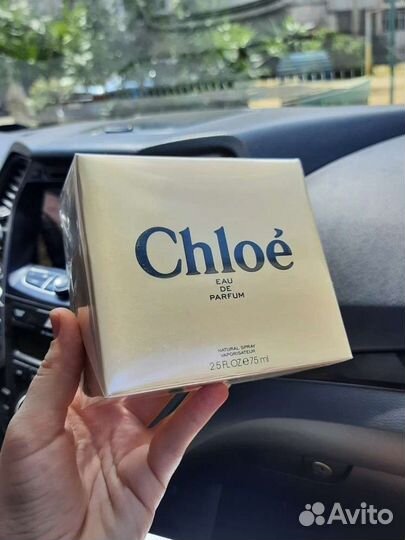 Chloé
EAU
DE
PARFUM
NATURAL SPRAY
VAPORISATEUR
2.5 FL.OZ℮75 ml
Avito